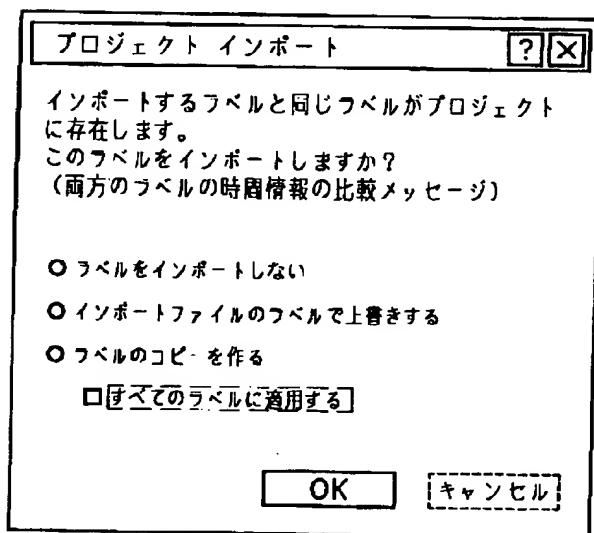 プロジェクト インポート
? ×
インポートするラベルと同じラベルがプロジェクト
に存在します。
このラベルをインポートしますか?
(両方のラベルの時間情報の比較メッセージ)
ラベルをインポートしない
インポートファイルのラベルで上書きする
ラベルのコピーを作る
すべてのラベルに適用する
OK キャンセル